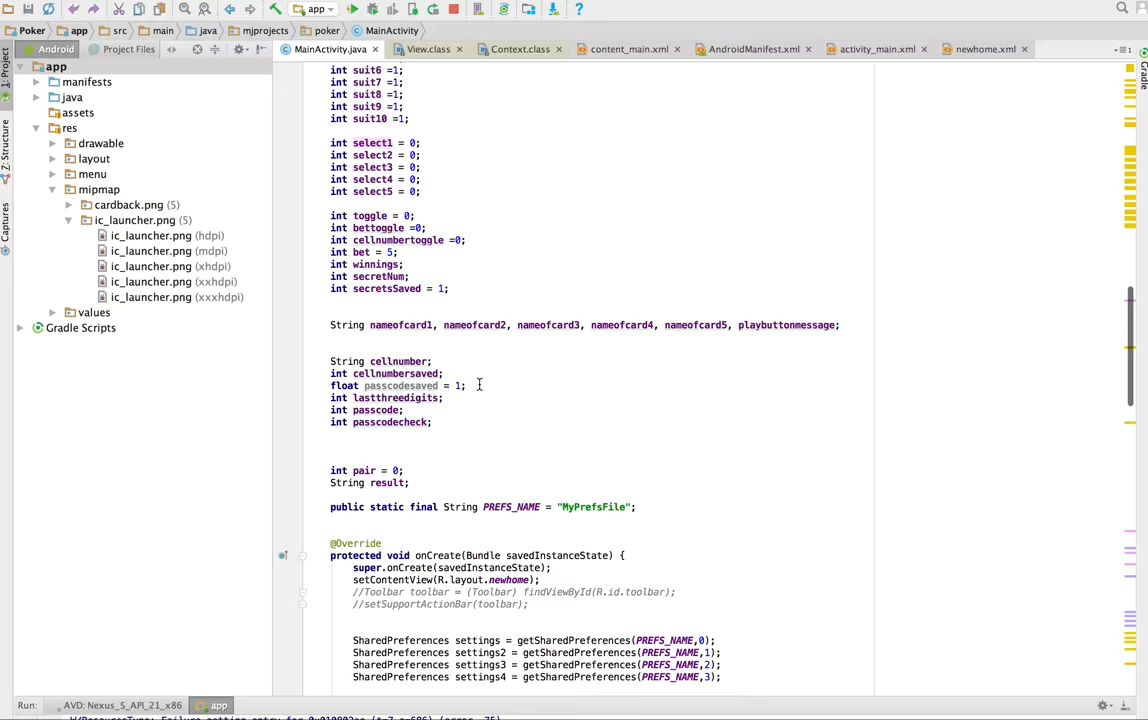 app
Poker
app
src
main
java
mjprojects
poker
MainActivity
Android
Project Files
MainActivity.java
View.class
Context.class
content_main.xml
AndroidManifest.xml
activity_main.xml
newhome.xml
1
1: Project
Z: Structure
Captures
Gradle
app
manifests
java
assets
res
drawable
layout
menu
mipmap
cardback.png (5)
ic_launcher.png (5)
ic_launcher.png (hdpi)
ic_launcher.png (mdpi)
ic_launcher.png (xhdpi)
ic_launcher.png (xxhdpi)
ic_launcher.png (xxxhdpi)
values
Gradle Scripts
int suit6 =1;
int suit7 =1;
int suit8 =1;
int suit9 =1;
int suit10 =1;
int select1 = 0;
int select2 = 0;
int select3 = 0;
int select4 = 0;
int select5 = 0;
int toggle = 0;
int bettoggle =0;
int cellnumbertoggle =0;
int bet = 5;
int winnings;
int secretNum;
int secretsSaved = 1;
String nameofcard1, nameofcard2, nameofcard3, nameofcard4, nameofcard5, playbuttonmessage;
String cellnumber;
int cellnumbersaved;
float passcodesaved = 1;
int lastthreedigits;
int passcode;
int passcodecheck;
int pair = 0;
String result;
public static final String PREFS_NAME = "MyPrefsFile";
@Override
protected void onCreate(Bundle savedInstanceState) {
super.onCreate(savedInstanceState);
setContentView(R.layout.newhome);
//Toolbar toolbar = (Toolbar) findViewById(R.id.toolbar);
//setSupportActionBar(toolbar);
SharedPreferences settings = getSharedPreferences(PREFS_NAME,0);
SharedPreferences settings2 = getSharedPreferences(PREFS_NAME,1);
SharedPreferences settings3 = getSharedPreferences(PREFS_NAME,2);
SharedPreferences settings4 = getSharedPreferences(PREFS_NAME,3);
Run:
AVD: Nexus_5_API_21_x86
app